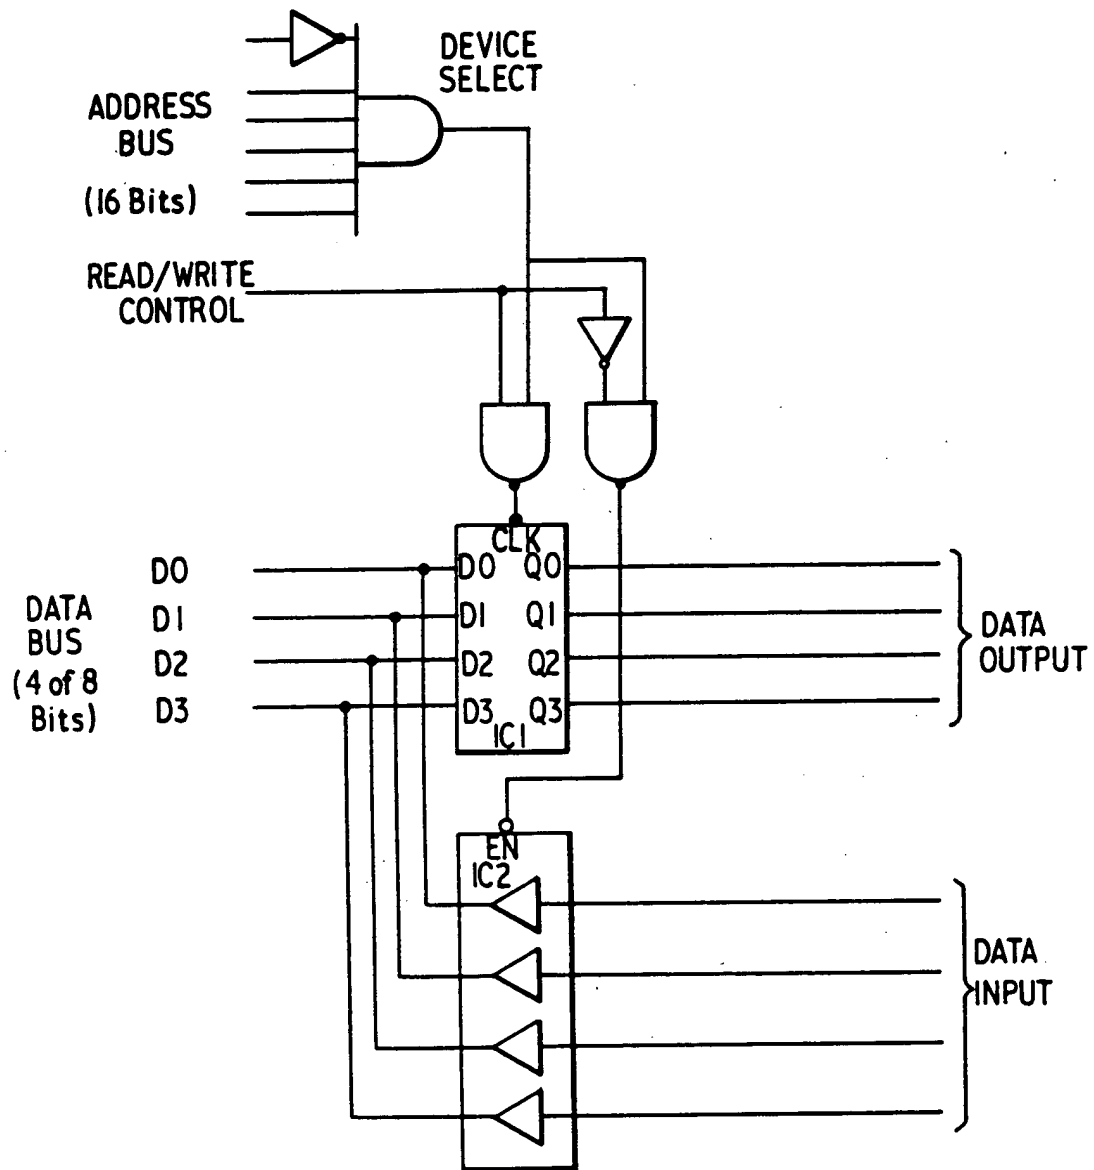 DEVICE
SELECT
ADDRESS
BUS
(16 Bits)
READ/WRITE
CONTROL
CLK
D0
D0
Q0
D1
D1
Q1
DATA
BUS
(4 of 8
Bits)
D2
D2
Q2
D3
D3
Q3
IC1
DATA
OUTPUT
EN
IC2
DATA
INPUT